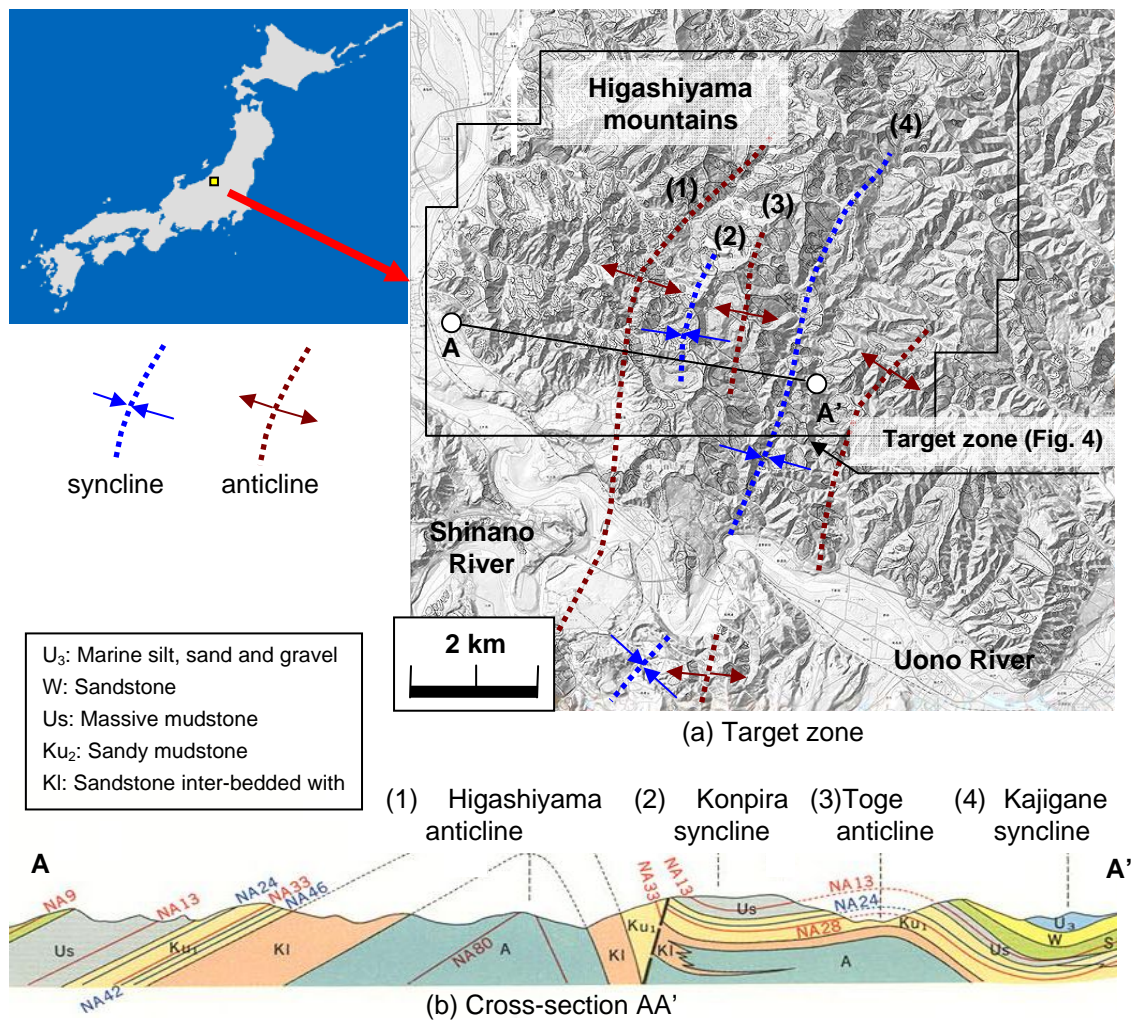 Higashiyama
mountains
(4)
(1)
(3)
(2)
A
A'
Target zone (Fig. 4)
syncline
anticline
Shinano
River
2 km
Uono River
(a) Target zone
U3: Marine silt, sand and gravel
W: Sandstone
Us: Massive mudstone
Ku2: Sandy mudstone
Kl: Sandstone inter-bedded with
(1) Higashiyama
anticline
(2) Konpira
syncline
(3)Toge
anticline
(4) Kajigane
syncline
A
A'
NA9
NA13
NA24
NA33
NA46
NA33
NA13
NA13
NA24
NA28
Us
Ku1
Kl
NA80
A
Kl
Ku1
Kl
Us
Ku1
A
Us
W
U3
S
NA42
(b) Cross-section AA'